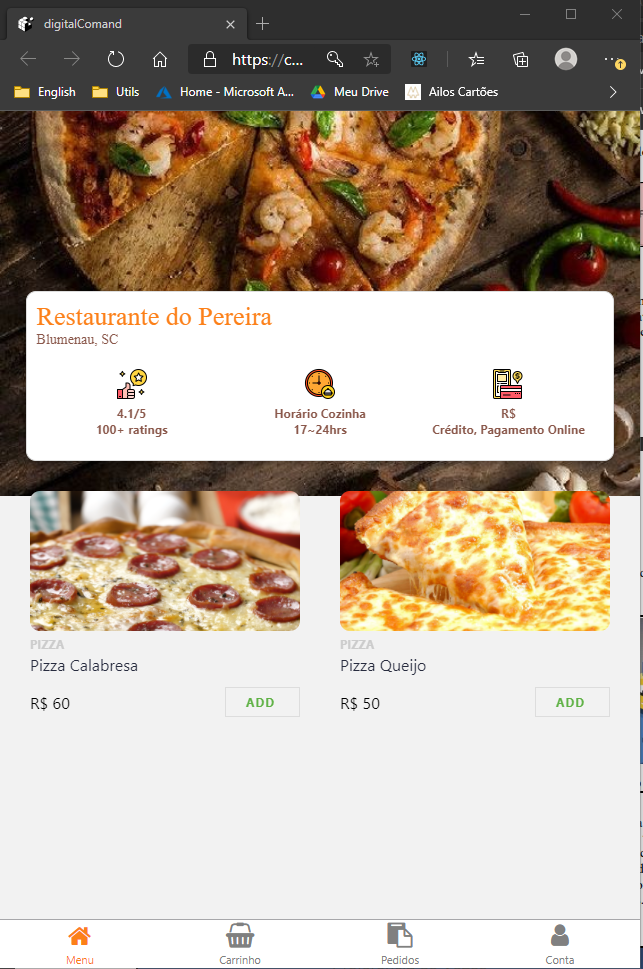 digitalComand
https://c...
English
Utils
Home - Microsoft A...
Meu Drive
Ailos Cartões
Restaurante do Pereira
Blumenau, SC
4.1/5
100+ ratings
Horário Cozinha
17~24hrs
R$
Crédito, Pagamento Online
PIZZA
Pizza Calabresa
R$ 60
ADD
PIZZA
Pizza Queijo
R$ 50
ADD
Menu
Carrinho
Pedidos
Conta